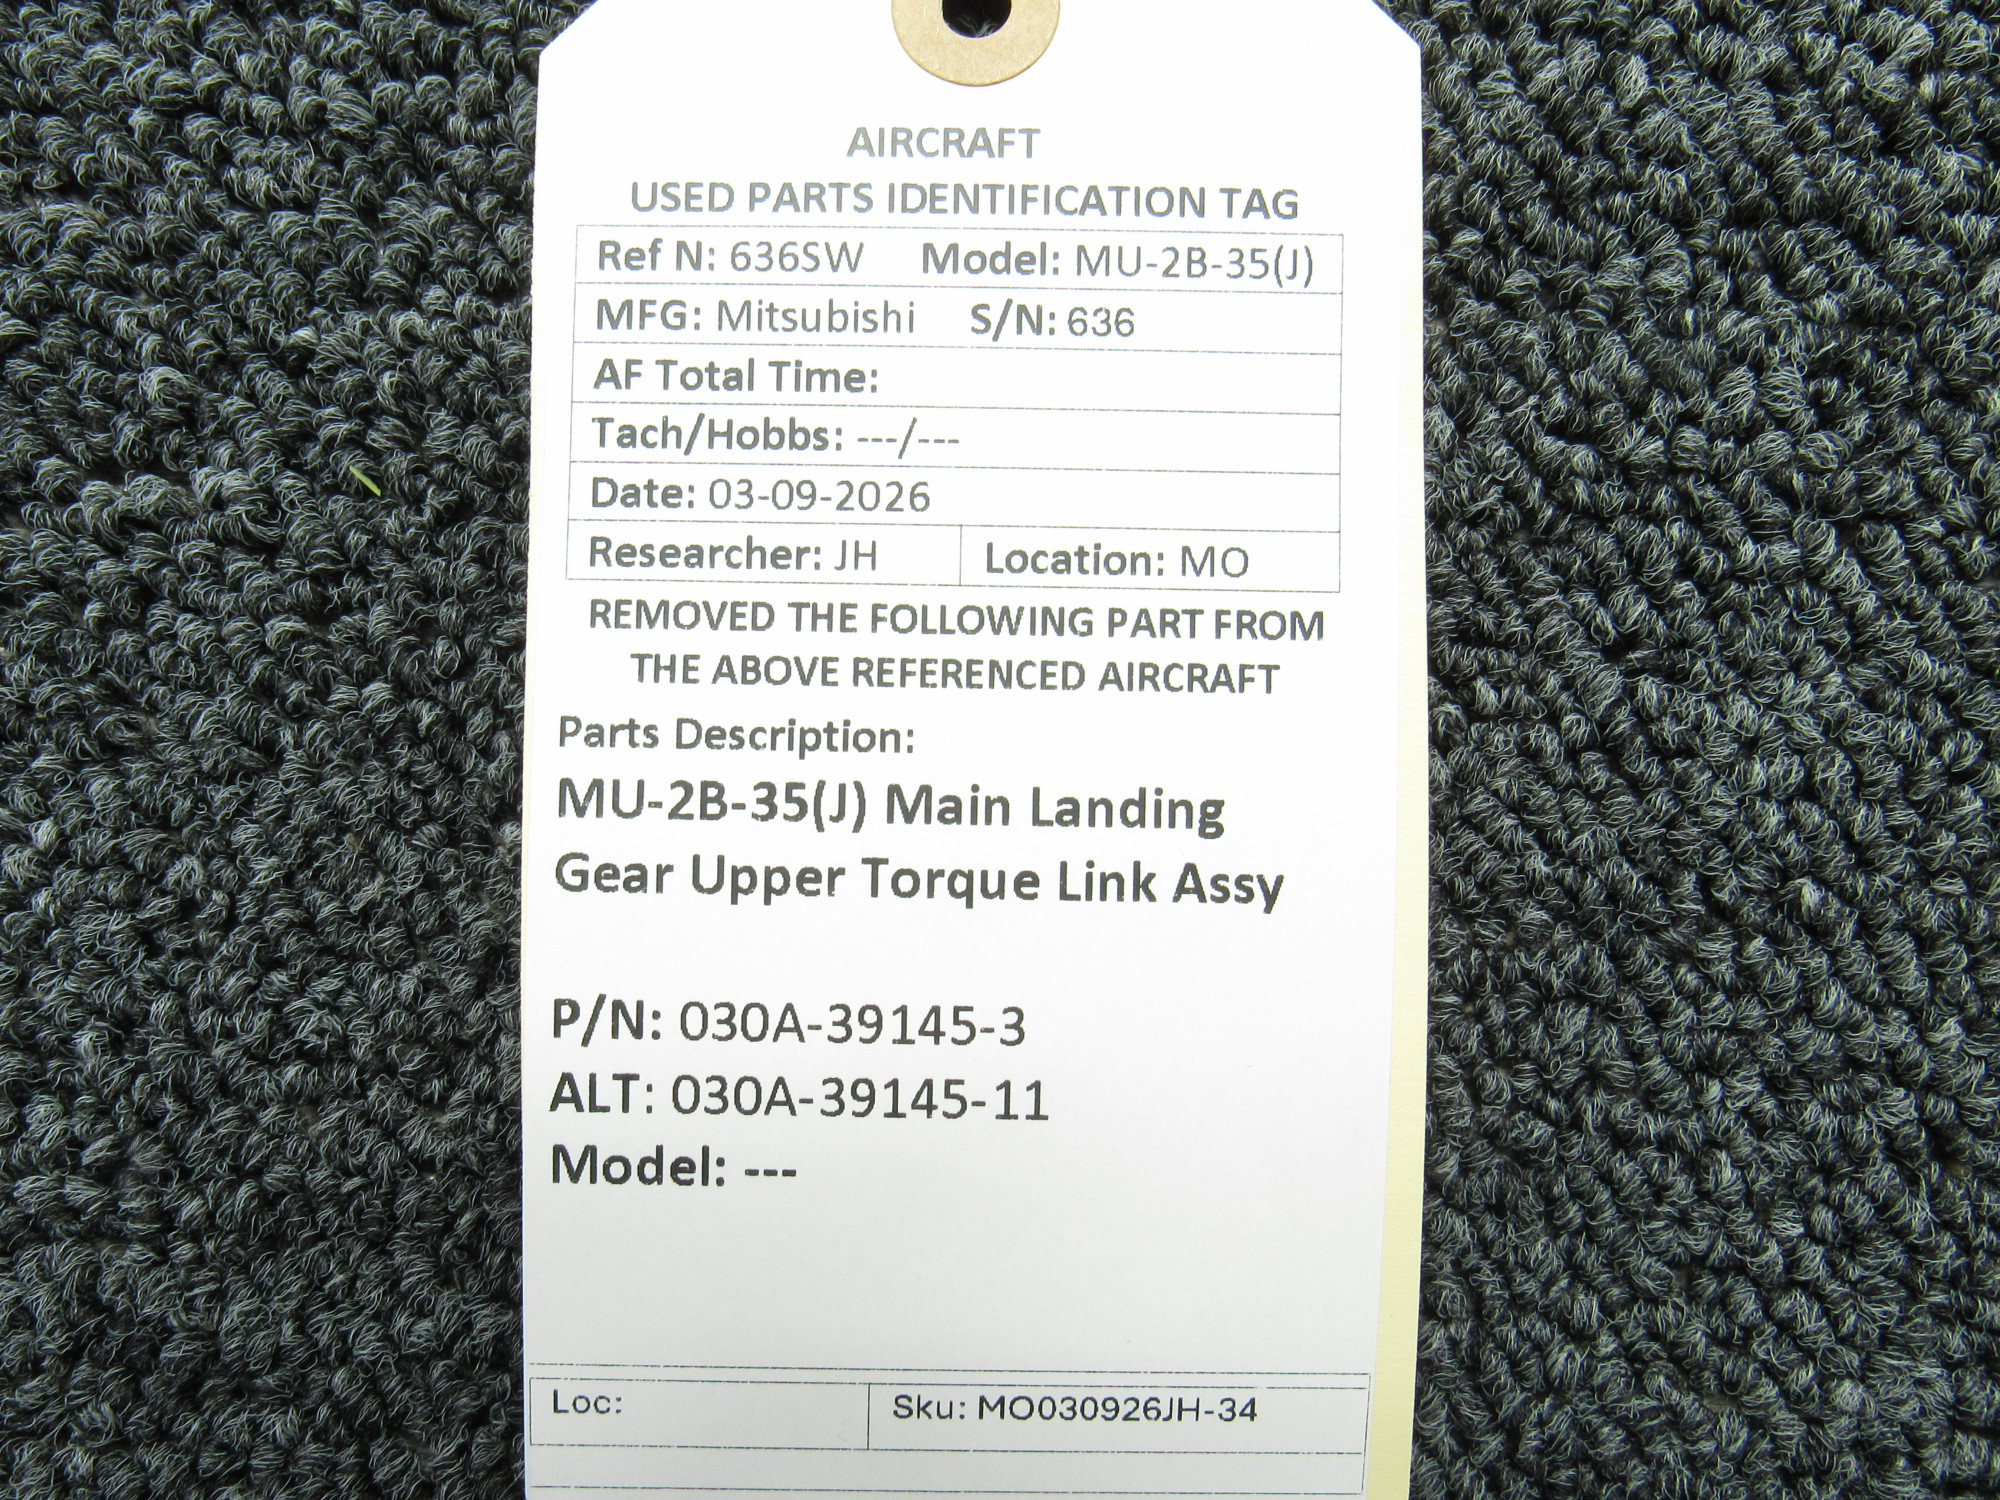 AIRCRAFT
USED PARTS IDENTIFICATION TAG
Ref N: 636SW Model: MU-2B-35(J)
MFG: Mitsubishi S/N: 636
AF Total Time:
Tach/Hobbs: ---/---
Date: 03-09-2026
Researcher: JH Location: MO
REMOVED THE FOLLOWING PART FROM
THE ABOVE REFERENCED AIRCRAFT
Parts Description:
MU-2B-35(J) Main Landing
Gear Upper Torque Link Assy
P/N: 030A-39145-3
ALT: 030A-39145-11
Model: ---
Loc: Sku: MO030926JH-34